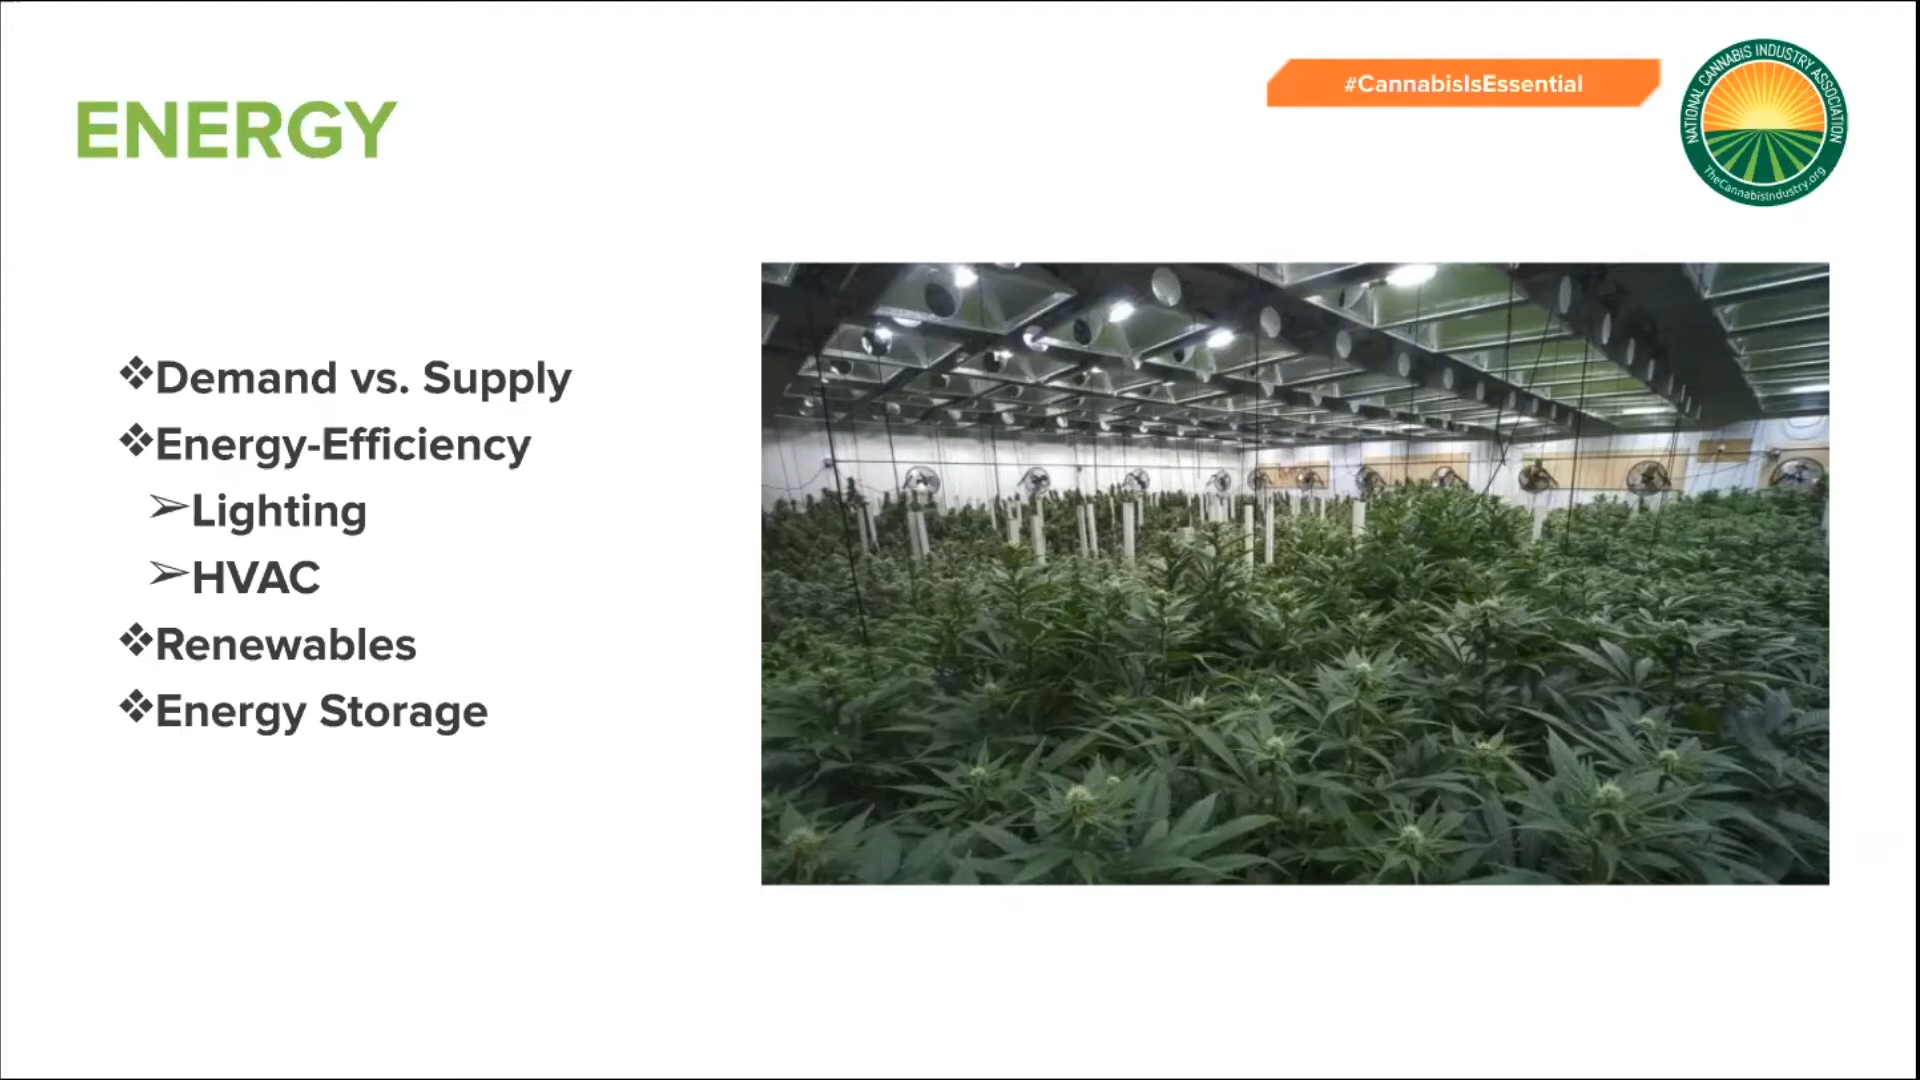 ENERGY
#CannabisIsEssential
NATIONAL CANNABIS INDUSTRY ASSOCIATION
TheCannabisIndustry.org
❖Demand vs. Supply
❖Energy-Efficiency
➢Lighting
➢HVAC
❖Renewables
❖Energy Storage